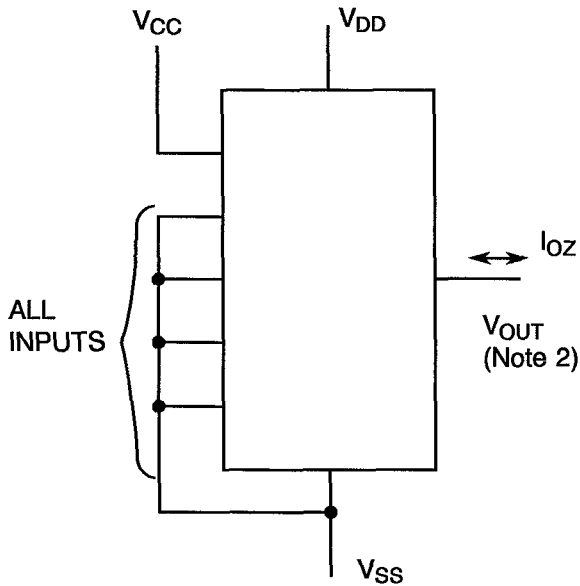 VCC
VDD
IOZ
ALL
INPUTS
VOUT
(Note 2)
VSS